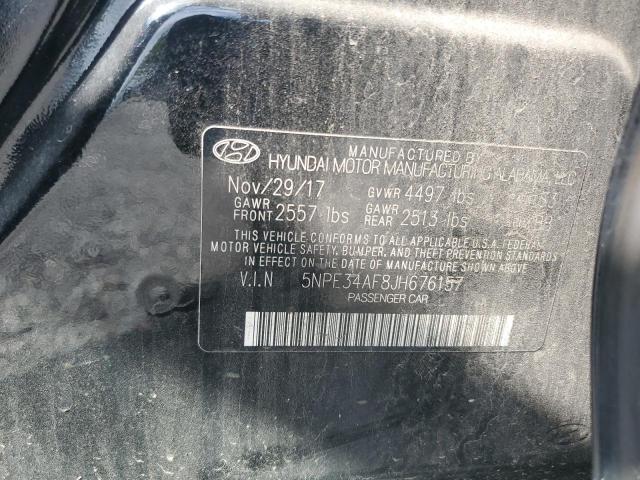 MANUFACTURED BY
HYUNDAI MOTOR MANUFACTURING ALABAMA, LLC
Nov/29/17 GVWR 4497 lbs
GAWR FRONT 2557 lbs GAWR REAR 2513 lbs
THIS VEHICLE CONFORMS TO ALL APPLICABLE U.S.A. FEDERAL
MOTOR VEHICLE SAFETY, BUMPER, AND THEFT PREVENTION STANDARDS
IN EFFECT ON THE DATE OF MANUFACTURE SHOWN ABOVE.
V.I.N 5NPE34AF8JH676157
PASSENGER CAR